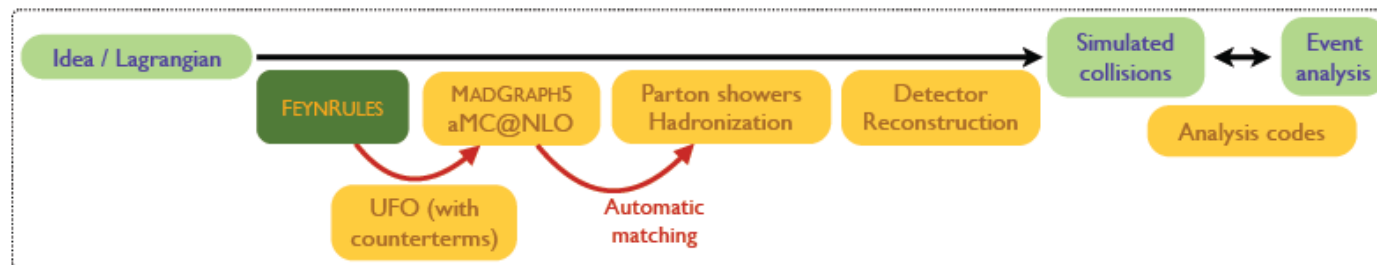 Idea / Lagrangian
Simulated
collisions
Event
analysis
FEYNRULES
MADGRAPH5
aMC@NLO
Parton showers
Hadronization
Detector
Reconstruction
Analysis codes
UFO (with
counterterms)
Automatic
matching